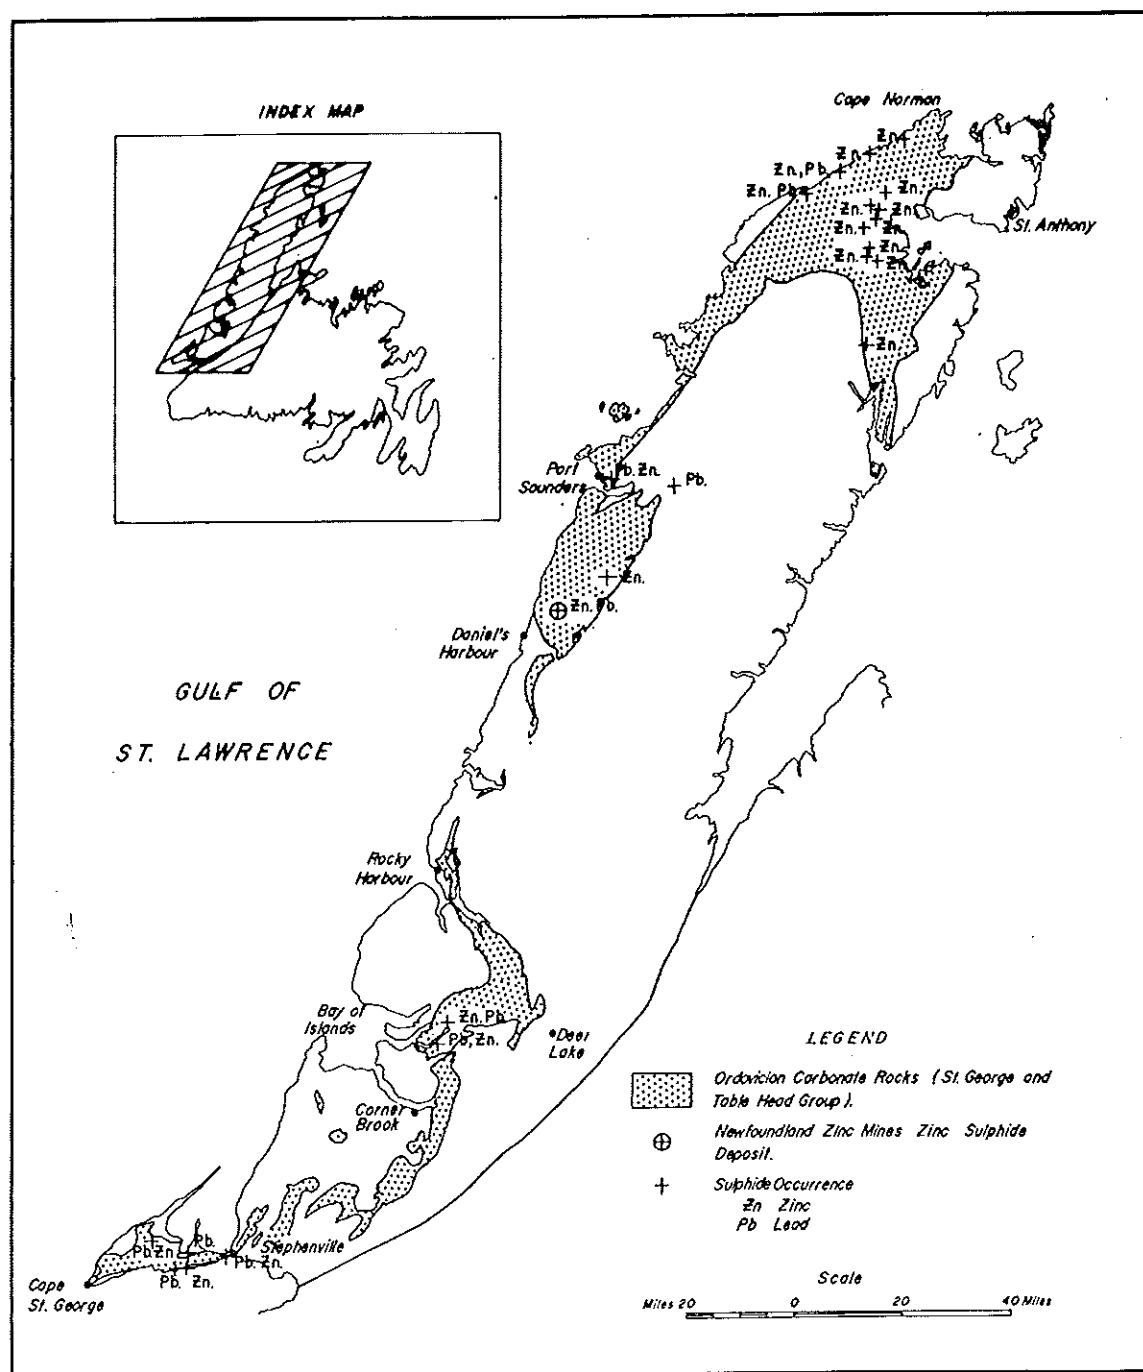 INDEX MAP
Cape Norman
Zn.
Zn.
Zn., Pb.
Zn. Pb.
Zn.
Zn.
Zn.
Zn.
Zn.
St. Anthony
Zn.
Zn.
Zn.
Zn.
Port
Saunders
Pb. Zn.
Pb.
Zn.
Zn. Pb.
Daniel's
Harbour
GULF OF
ST. LAWRENCE
Rocky
Harbour
Bay of
Islands
Zn. Pb.
Pb, Zn.
Deer
Lake
Corner
Brook
Stephenville
Pb Zn
Pb.
Pb. Zn.
Pb. Zn.
Cape
St. George
LEGEND
Ordovician Carbonate Rocks (St. George and
Table Head Group).
Newfoundland Zinc Mines Zinc Sulphide
Deposit.
Sulphide Occurrence
Zn Zinc
Pb Lead
Scale
Miles 20 0 20 40 Miles